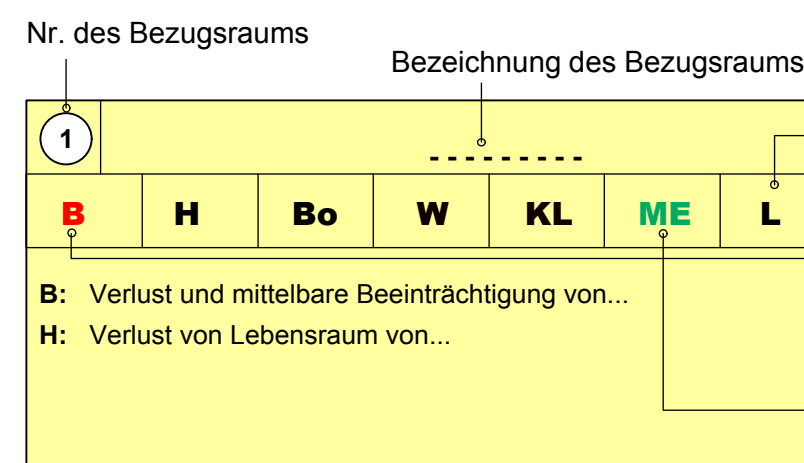 Nr. des Bezugsraums
Bezeichnung des Bezugsraums
1
---------
B H Bo W KL ME L
B: Verlust und mittelbare Beeinträchtigung von...
H: Verlust von Lebensraum von...